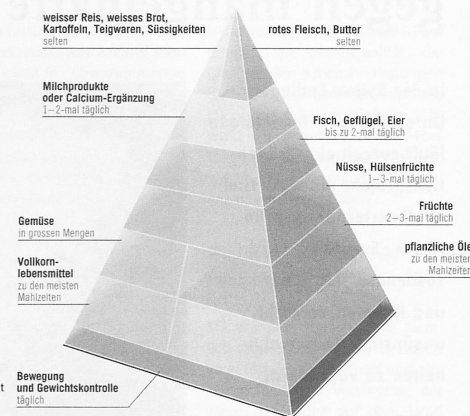 gegen
weisser Reis, weisses Brot,
Kartoffeln, Teigwaren, Süssigkeiten
selten
rotes Fleisch, Butter
selten
Milchprodukte
oder Calcium-Ergänzung
1–2-mal täglich
Fisch, Geflügel, Eier
bis zu 2-mal täglich
Nüsse, Hülsenfrüchte
1–3-mal täglich
Früchte
2–3-mal täglich
Gemüse
in grossen Mengen
pflanzliche Öle
zu den meisten
Mahlzeiten
Vollkorn-
lebensmittel
zu den meisten
Mahlzeiten
Bewegung
und Gewichtskontrolle
täglich